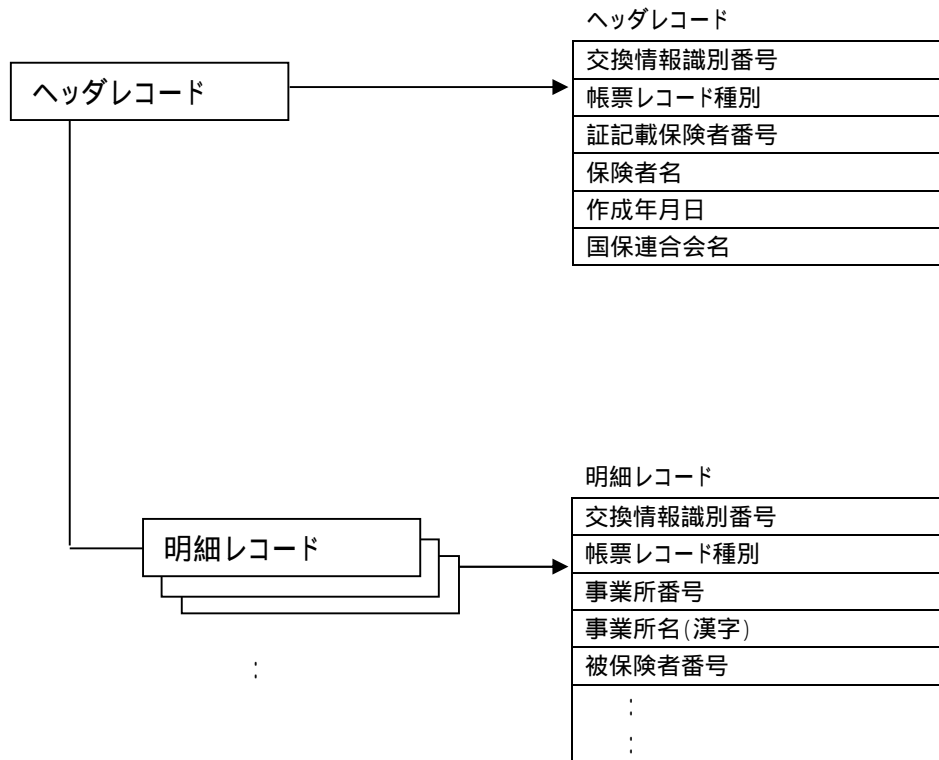 ヘッダレコード
ヘッダレコード
交換情報識別番号
帳票レコード種別
証記載保険者番号
保険者名
作成年月日
国保連合会名
明細レコード
明細レコード
交換情報識別番号
帳票レコード種別
事業所番号
事業所名(漢字)
被保険者番号
:
:
: